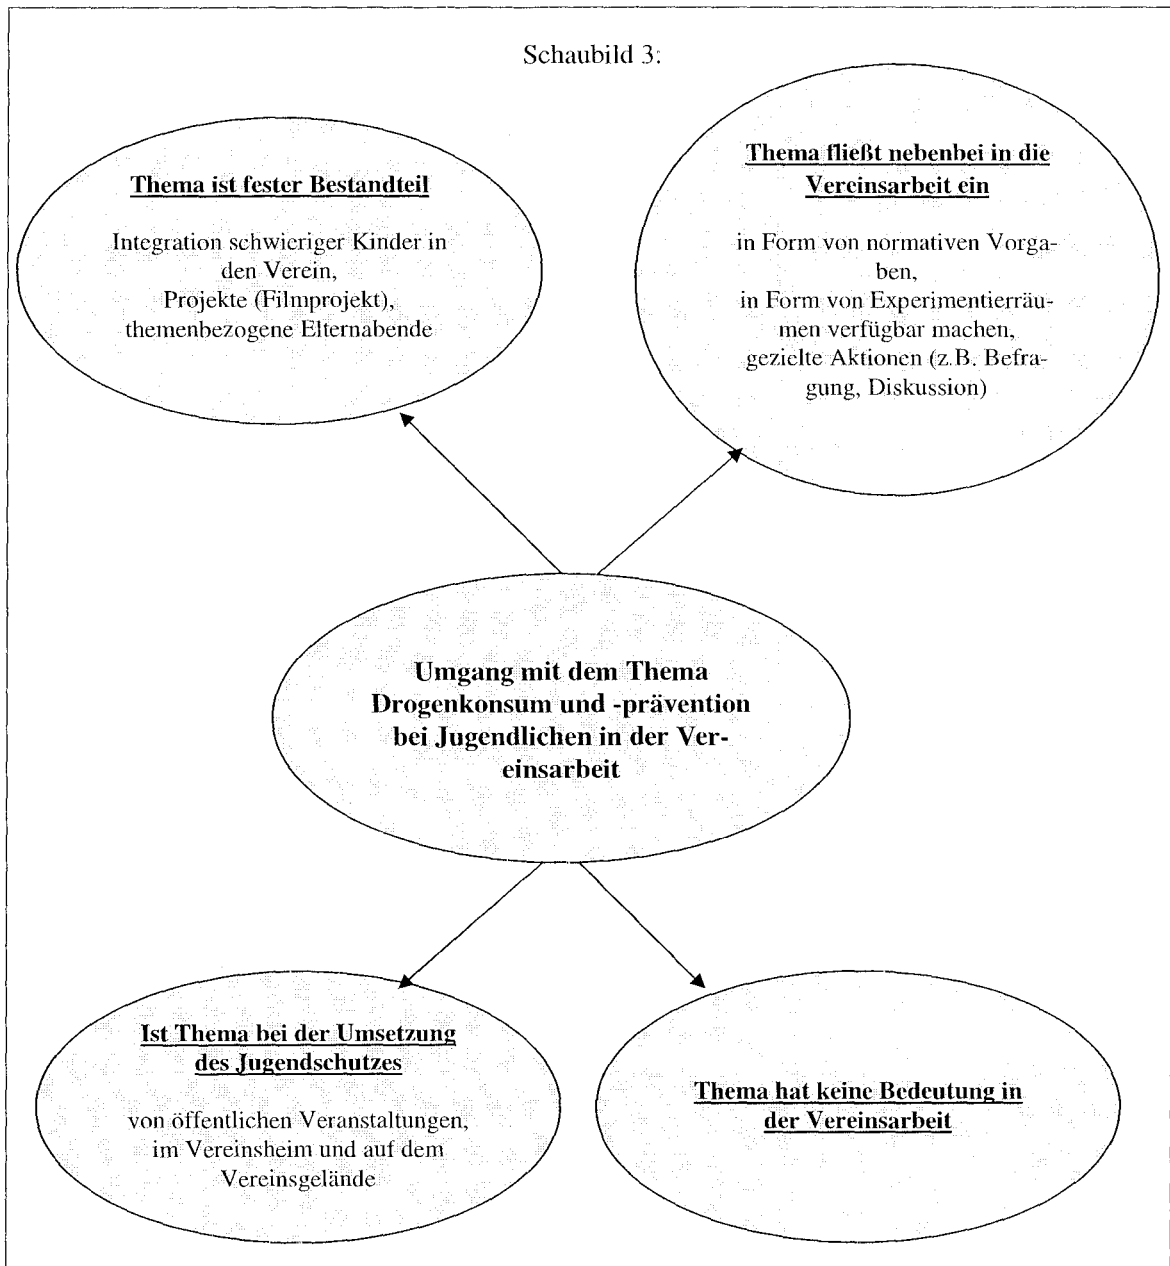 Schaubild 3:
Thema ist fester Bestandteil
Integration schwieriger Kinder in
den Verein,
Projekte (Filmprojekt),
themenbezogene Elternabende
Thema fließt nebenbei in die
Vereinsarbeit ein
in Form von normativen Vorga-
ben,
in Form von Experimentierräu-
men verfügbar machen,
gezielte Aktionen (z.B. Befra-
gung, Diskussion)
Umgang mit dem Thema
Drogenkonsum und -prävention
bei Jugendlichen in der Ver-
einsarbeit
Ist Thema bei der Umsetzung
des Jugendschutzes
von öffentlichen Veranstaltungen,
im Vereinsheim und auf dem
Vereinsgelände
Thema hat keine Bedeutung in
der Vereinsarbeit